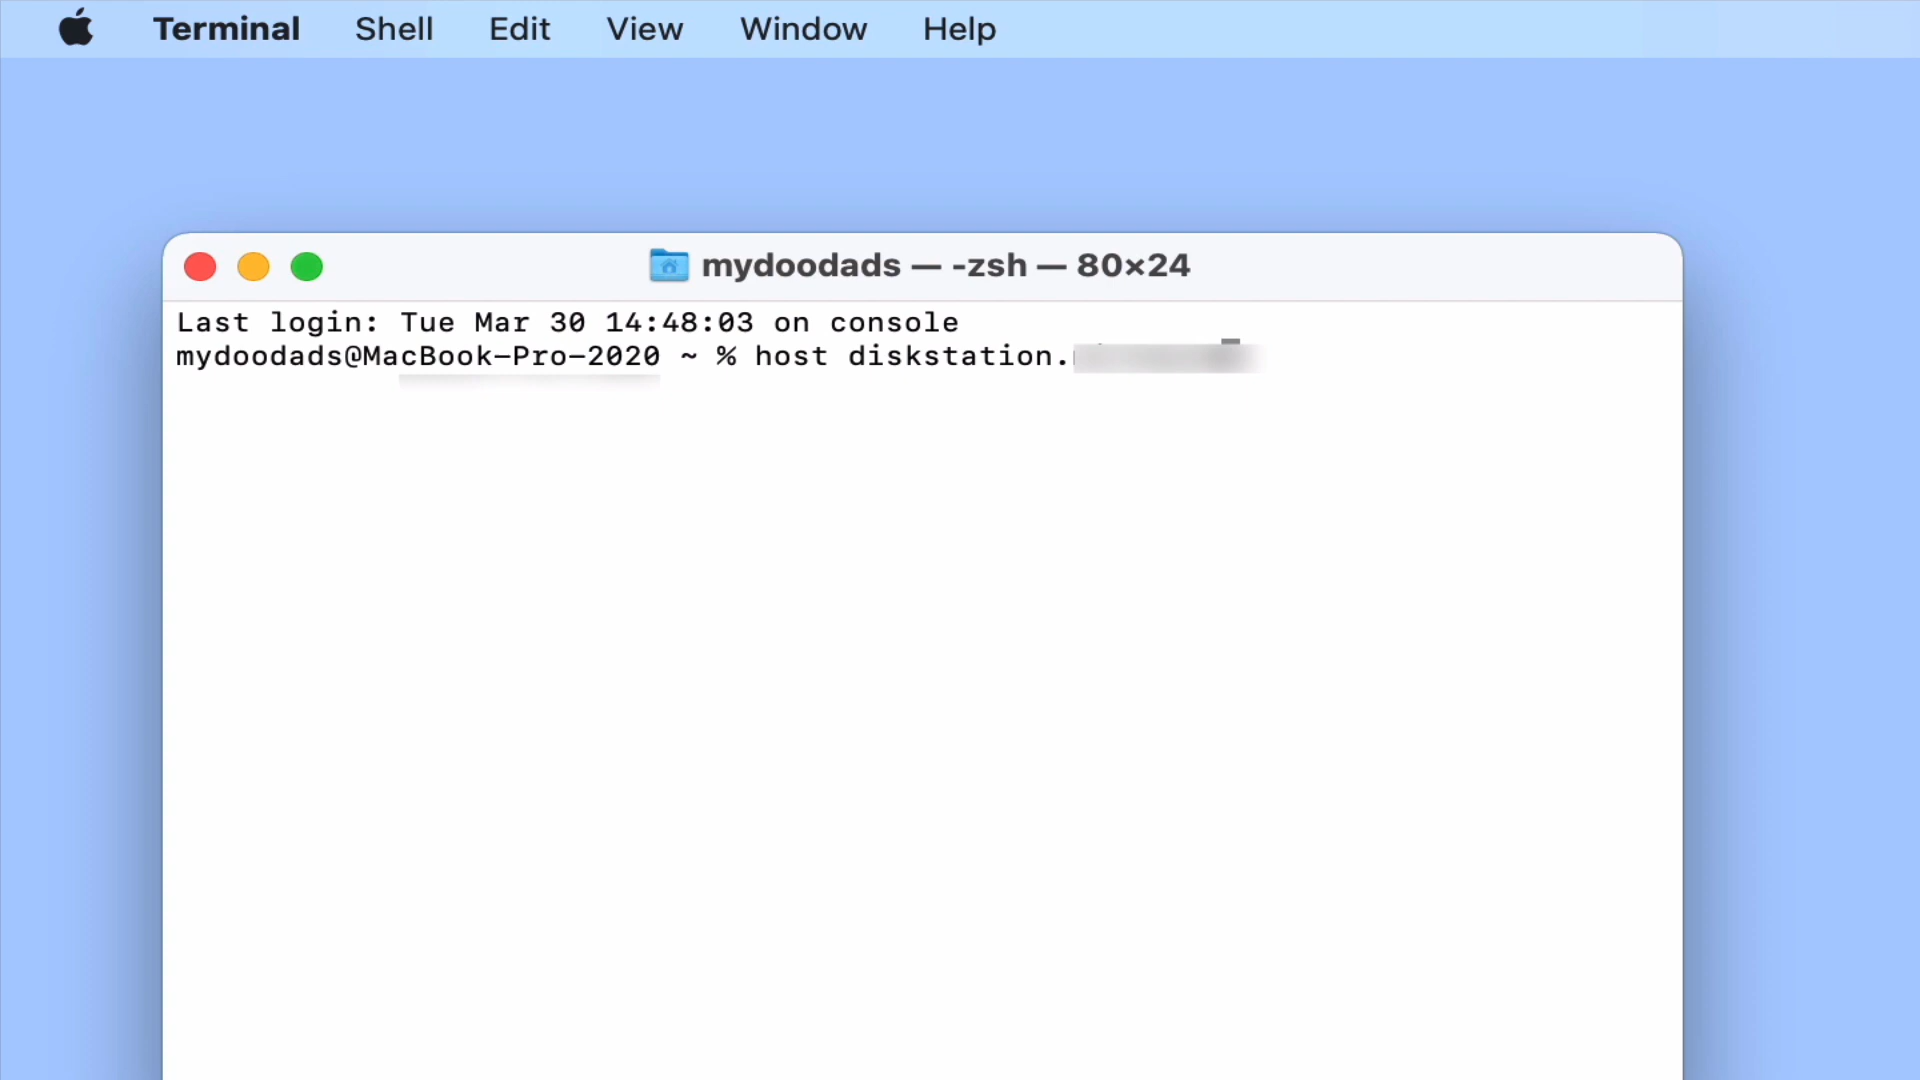 Terminal Shell Edit View Window Help
mydoodads — -zsh — 80×24
Last login: Tue Mar 30 14:48:03 on console
mydoodads@MacBook-Pro-2020 ~ % host diskstation.